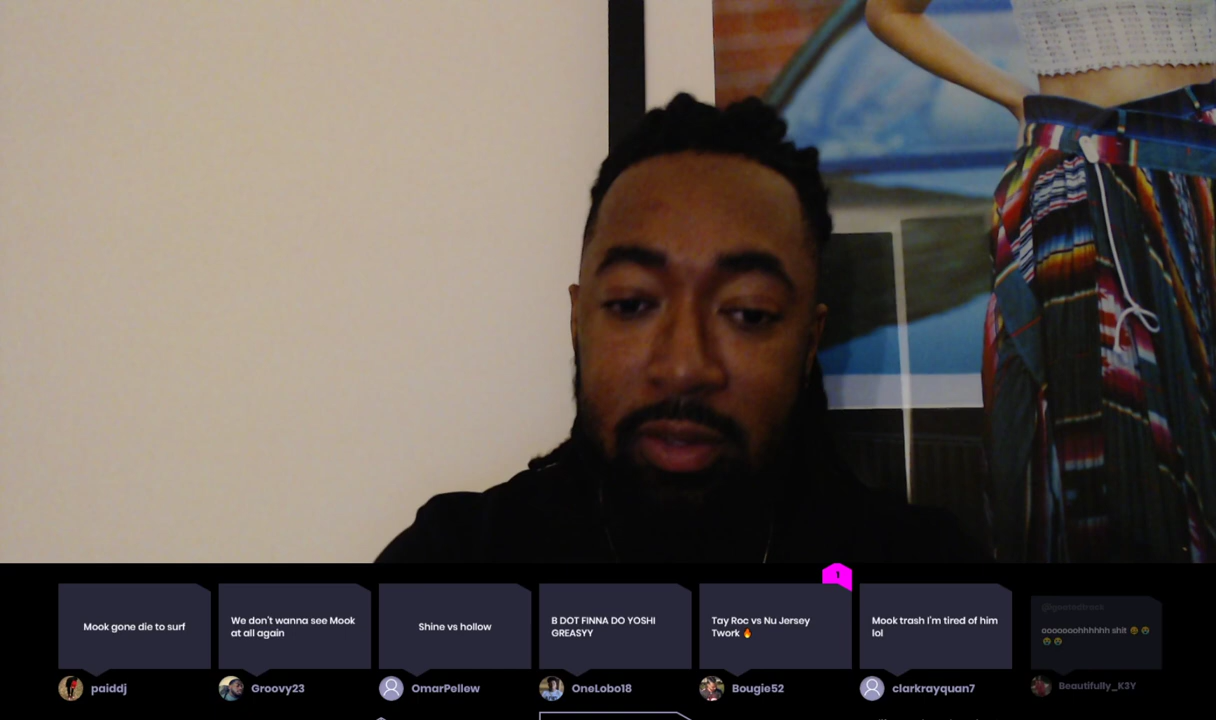 1
Mook gone die to surf
We don't wanna see Mook
at all again
Shine vs hollow
B DOT FINNA DO YOSHI
GREASYY
Tay Roc vs Nu Jersey
Twork 🔥
Mook trash I'm tired of him
lol
ooooooohhhhhh shit 😂 😭
😭 😭
paiddj
Groovy23
OmarPellew
OneLobo18
Bougie52
clarkrayquan7
Beautifully_K3Y